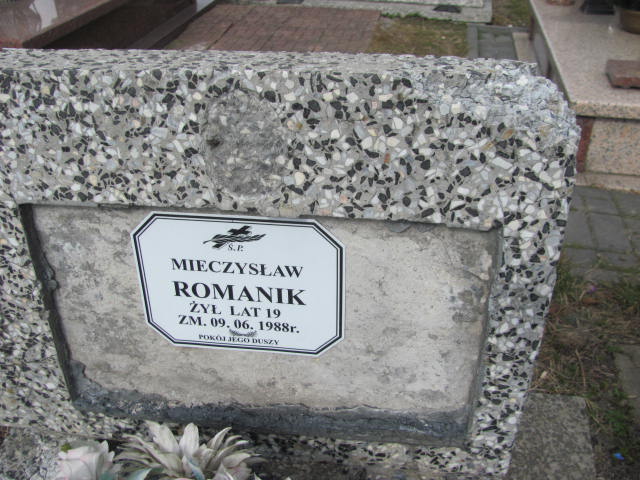 Ś.P.
MIECZYSŁAW
ROMANIK
ŻYŁ LAT 19
ZM. 09. 06. 1988r.
POKÓJ JEGO DUSZY